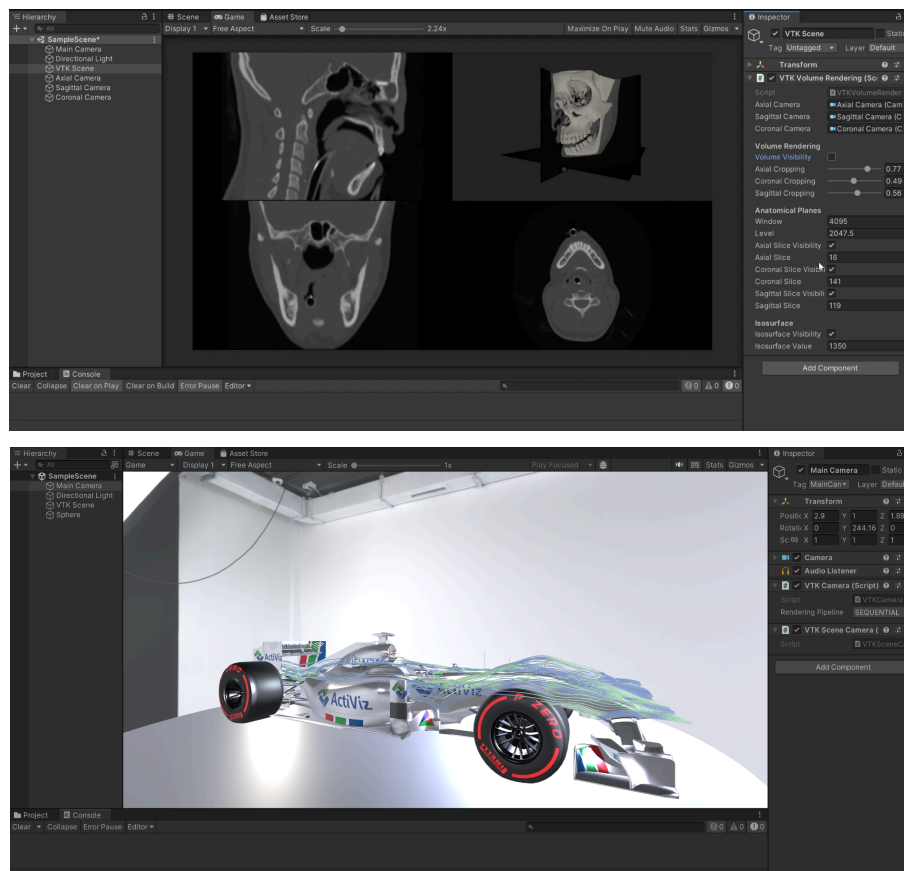 Hierarchy
Scene Game Asset Store
Inspector
All
Display 1 Free Aspect Scale 2.24x Maximize On Play Mute Audio Stats Gizmos
SampleScene*
Main Camera
Directional Light
VTK Scene
Axial Camera
Sagittal Camera
Coronal Camera
VTK Scene Static
Tag Untagged Layer Default
Transform
VTK Volume Rendering (Scr
Script VTKVolumeRender
Axial Camera Axial Camera (Cam
Sagittal Camera Sagittal Camera (C
Coronal Camera Coronal Camera (C
Volume Rendering
Volume Visibility
Axial Cropping 0.77
Coronal Cropping 0.49
Sagittal Cropping 0.56
Anatomical Planes
Window 4095
Level 2047.5
Axial Slice Visibility
Axial Slice 16
Coronal Slice Visibili
Coronal Slice 141
Sagittal Slice Visibili
Sagittal Slice 119
Isosurface
Isosurface Visibility
Isosurface Value 1350
Add Component
Project Console
Clear Collapse Clear on Play Clear on Build Error Pause Editor 0 0 0
Hierarchy
Scene Game Asset Store
Inspector
All
Game Display 1 Free Aspect Scale 1x Play Focused Stats Gizmos
SampleScene
Main Camera
Directional Light
VTK Scene
Sphere
Main Camera Static
Tag MainCan Layer Defaul
Transform
Positic X 2.9 Y 1 Z 1.89
Rotati X 0 Y 244.16 Z 0
Sc X 1 Y 1 Z 1
Camera
Audio Listener
VTK Camera (Script)
Script VTKCamera
Rendering Pipeline SEQUENTIAL
VTK Scene Camera (
Script VTKSceneCa
Add Component
ActiViz
ActiViz
P ZERO
PIRELLI
Project Console
Clear Collapse Error Pause Editor 0 0 0